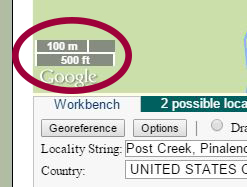 100 m
500 ft
Google
Workbench 2 possible loca
Georeference Options | Dra
Locality String: Post Creek, Pinalenc
Country: UNITED STATES O